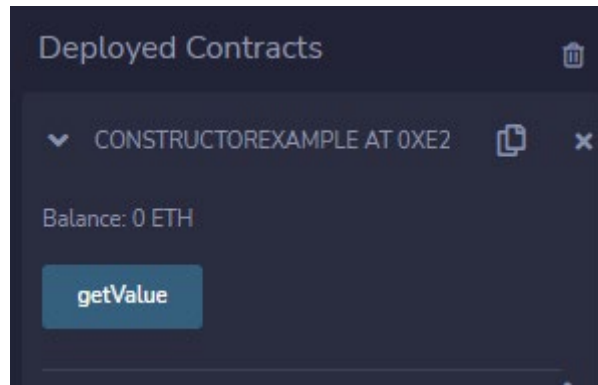 Deployed Contracts
CONSTRUCTOREXAMPLE AT 0XE2
Balance: 0 ETH
getValue